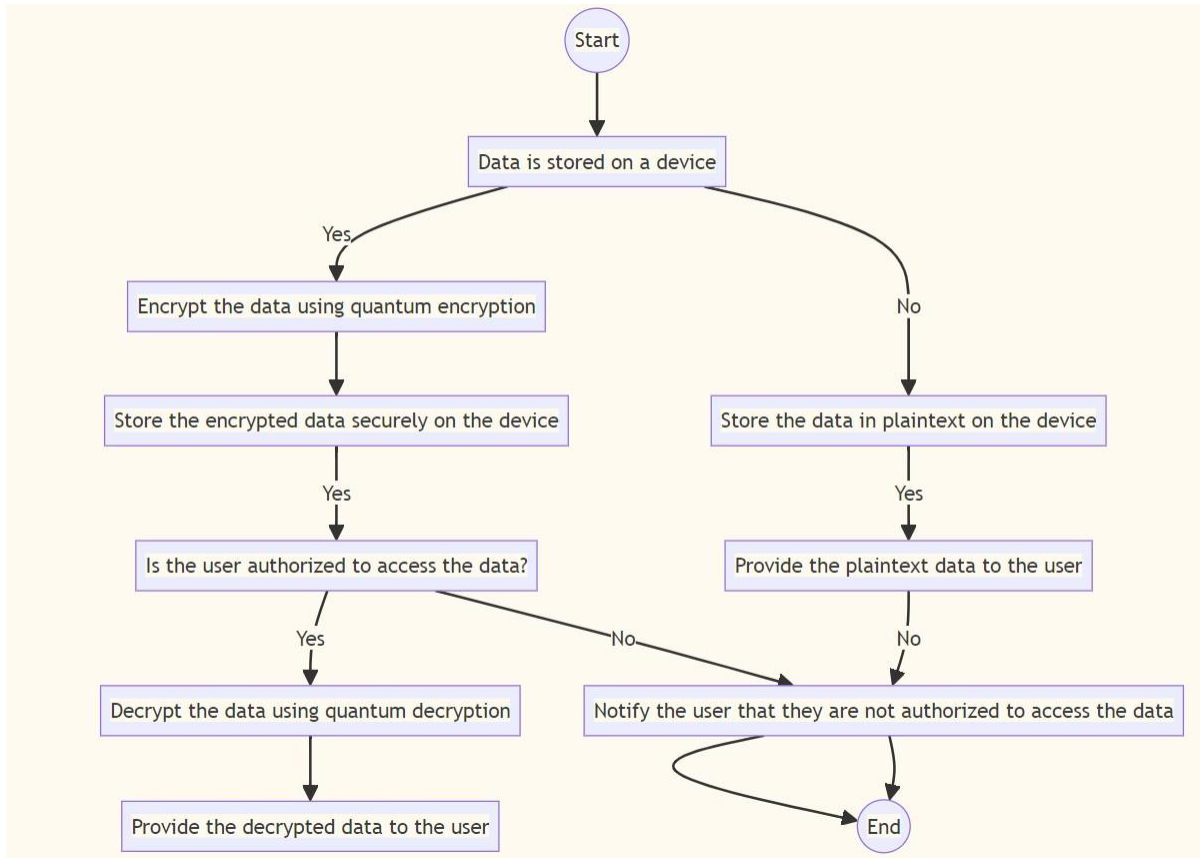 Start
Data is stored on a device
Yes
Encrypt the data using quantum encryption
No
Store the encrypted data securely on the device
Store the data in plaintext on the device
Yes
Yes
Is the user authorized to access the data?
Provide the plaintext data to the user
Yes
No
No
Decrypt the data using quantum decryption
Notify the user that they are not authorized to access the data
Provide the decrypted data to the user
End